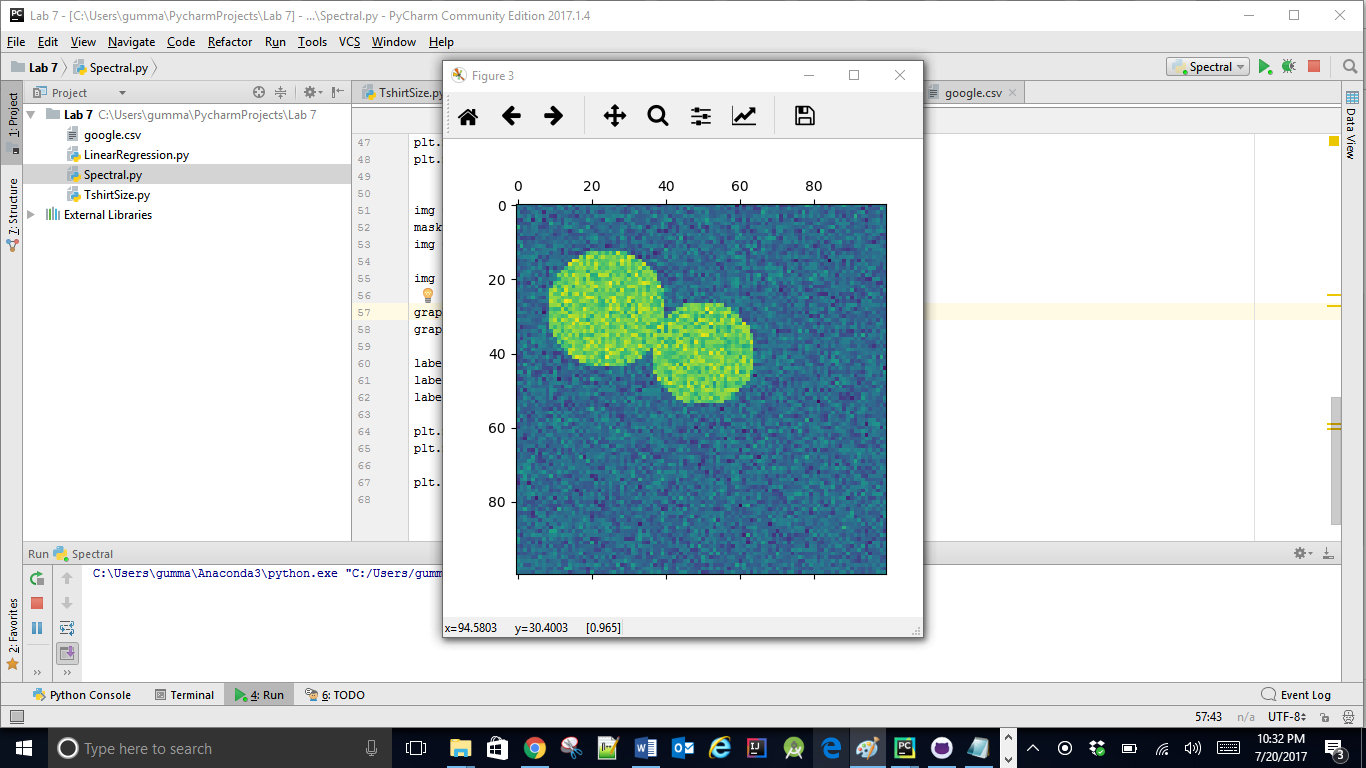 Lab 7 - [C:\Users\gumma\PycharmProjects\Lab 7] - ...\Spectral.py - PyCharm Community Edition 2017.1.4
File Edit View Navigate Code Refactor Run Tools VCS Window Help
Lab 7 Spectral.py
Spectral
Project
TshirtSize.py
google.csv
1: Project
7: Structure
2: Favorites
Data View
Lab 7 C:\Users\gumma\PycharmProjects\Lab 7
google.csv
LinearRegression.py
Spectral.py
TshirtSize.py
External Libraries
47 plt.
48 plt.
49
50
51 img
52 mask
53 img
54
55 img
56
57 grap
58 grap
59
60 labe
61 labe
62 labe
63
64 plt.
65 plt.
66
67 plt.
68
Figure 3
0 20 40 60 80
0
20
40
60
80
x=94.5803 y=30.4003 [0.965]
Run Spectral
C:\Users\gumma\Anaconda3\python.exe "C:/Users/gumm
Python Console Terminal 4: Run 6: TODO Event Log
57:43 n/a UTF-8
Type here to search
10:32 PM
7/20/2017
3